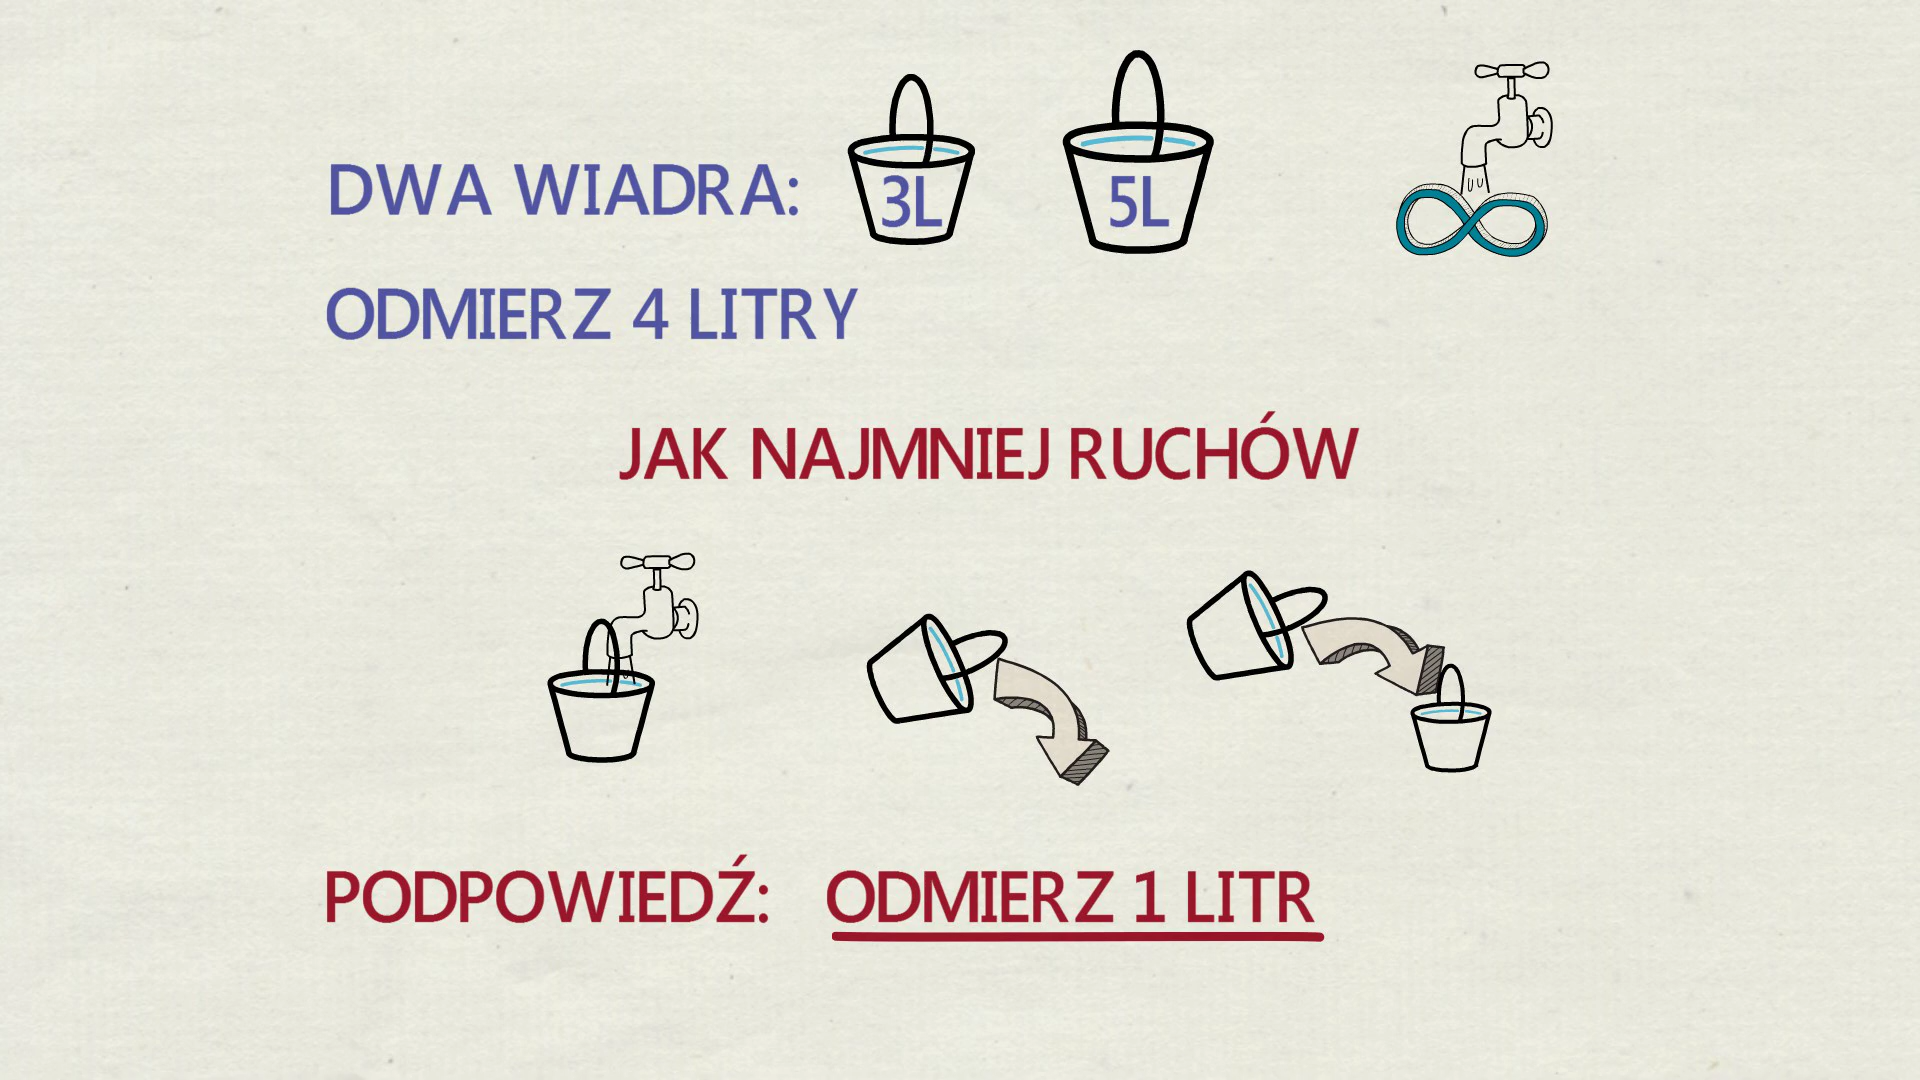 DWA WIADRA: 3L 5L
ODMIERZ 4 LITRY
JAK NAJMNIEJ RUCHÓW
PODPOWIEDŹ: ODMIERZ 1 LITR